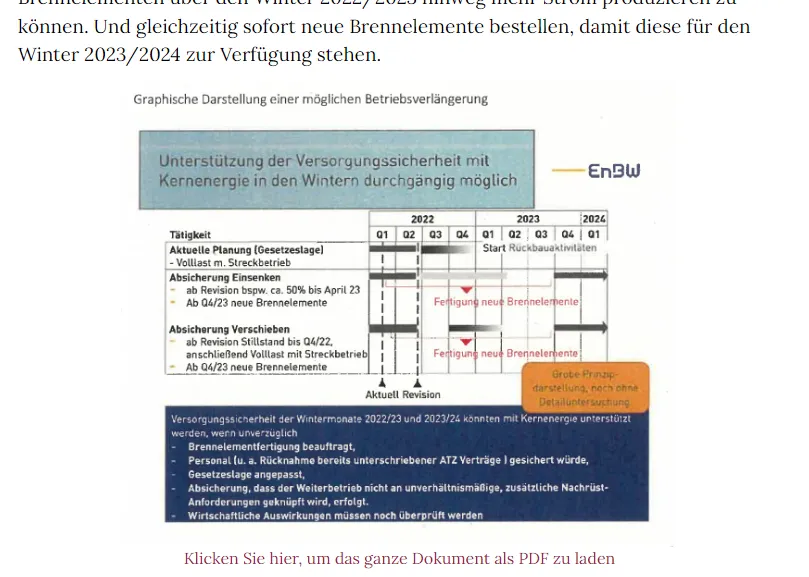 Brennelementen über den Winter 2022/2023 hinweg mehr Strom produzieren zu
können. Und gleichzeitig sofort neue Brennelemente bestellen, damit diese für den
Winter 2023/2024 zur Verfügung stehen.
Graphische Darstellung einer möglichen Betriebsverlängerung
Unterstützung der Versorgungssicherheit mit
Kernenergie in den Wintern durchgängig möglich
EnBW
2022 2023 2024
Tätigkeit Q1 Q2 Q3 Q4 Q1 Q2 Q3 Q4 Q1
Aktuelle Planung (Gesetzeslage) Start Rückbauaktivitäten
- Volllast m. Streckbetrieb
Absicherung Einsenken
- ab Revision bspw. ca. 50% bis April 23
- Ab Q4/23 neue Brennelemente Fertigung neue Brennelemente
Absicherung Verschieben
- ab Revision Stillstand bis Q4/22,
anschließend Volllast mit Streckbetrieb Fertigung neue Brennelemente
- Ab Q4/23 neue Brennelemente
Aktuell Revision
Grobe Prinzip-
darstellung, noch ohne
Detailuntersuchung
Versorgungssicherheit der Wintermonate 2022/23 und 2023/24 könnten mit Kernenergie unterstützt
werden, wenn unverzüglich
- Brennelementfertigung beauftragt,
- Personal (u. a. Rücknahme bereits unterschriebener ATZ Verträge ) gesichert würde,
- Gesetzeslage angepasst,
- Absicherung, dass der Weiterbetrieb nicht an unverhältnismäßige, zusätzliche Nachrüst-
Anforderungen geknüpft wird, erfolgt.
- Wirtschaftliche Auswirkungen müssen noch überprüft werden
Klicken Sie hier, um das ganze Dokument als PDF zu laden